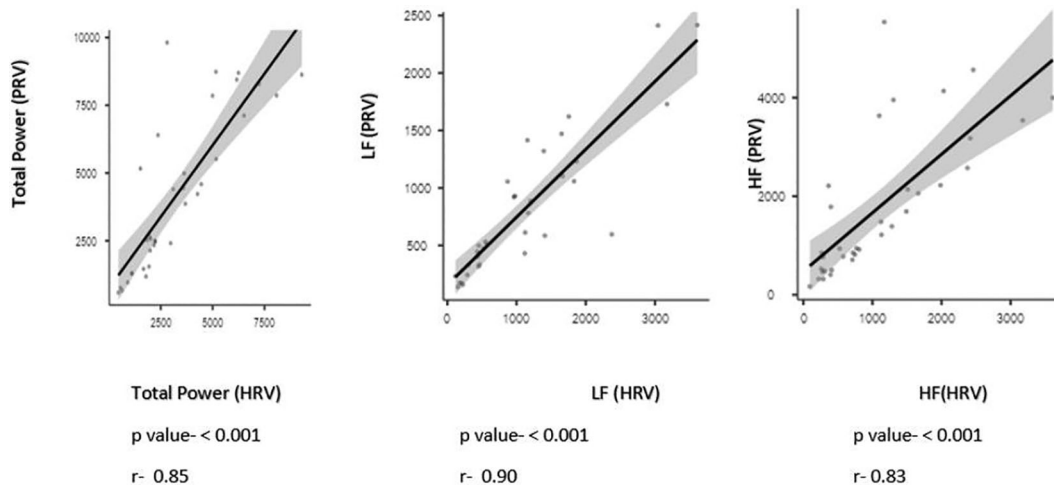 Total Power (PRV)
10000
7500
5000
2500
2500
5000
7500
Total Power (HRV)
p value- < 0.001
r- 0.85
LF (PRV)
2500
2000
1500
1000
500
0
1000
2000
3000
LF (HRV)
p value- < 0.001
r- 0.90
HF (PRV)
4000
2000
0
0
1000
2000
3000
HF(HRV)
p value- < 0.001
r- 0.83